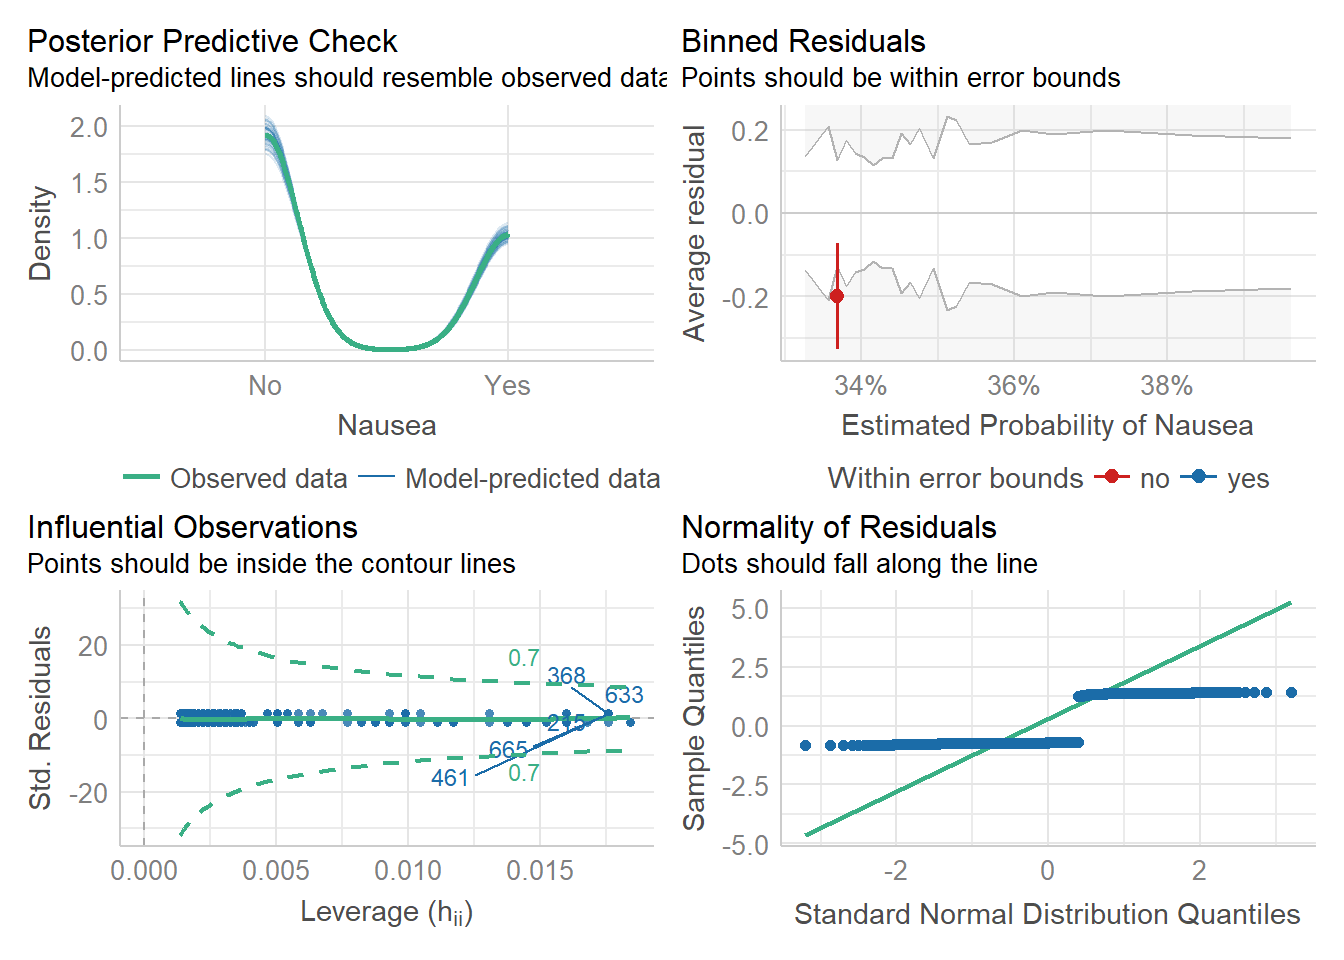 Posterior Predictive Check
Model-predicted lines should resemble observed data
Density
2.0
1.5
1.0
0.5
0.0
No
Yes
Nausea
Observed data
Model-predicted data
Binned Residuals
Points should be within error bounds
Average residual
0.2
0.0
-0.2
34%
36%
38%
Estimated Probability of Nausea
Within error bounds
no
yes
Influential Observations
Points should be inside the contour lines
Std. Residuals
20
0
-20
0.7
368
633
215
665
461
0.7
0.000
0.005
0.010
0.015
Leverage (hii)
Normality of Residuals
Dots should fall along the line
Sample Quantiles
5.0
2.5
0.0
-2.5
-5.0
-2
0
2
Standard Normal Distribution Quantiles